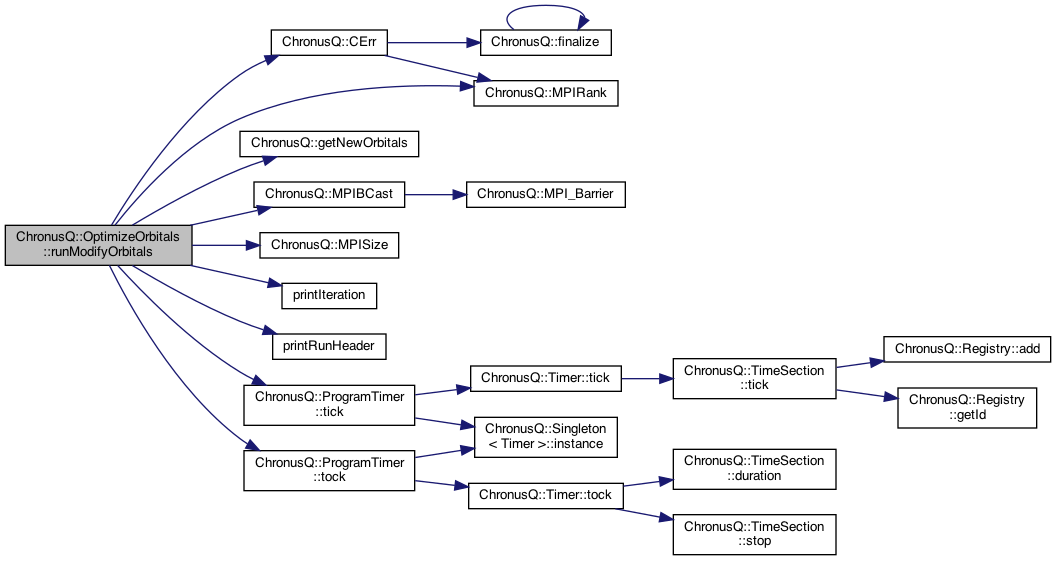 ChronusQ::OptimizeOrbitals
::runModifyOrbitals
ChronusQ::CErr
ChronusQ::finalize
ChronusQ::MPIRank
ChronusQ::getNewOrbitals
ChronusQ::MPIBCast
ChronusQ::MPI_Barrier
ChronusQ::MPISize
printIteration
printRunHeader
ChronusQ::ProgramTimer
::tick
ChronusQ::Timer::tick
ChronusQ::TimeSection
::tick
ChronusQ::Registry::add
ChronusQ::Registry
::getId
ChronusQ::Singleton
< Timer >::instance
ChronusQ::ProgramTimer
::tock
ChronusQ::Timer::tock
ChronusQ::TimeSection
::duration
ChronusQ::TimeSection
::stop